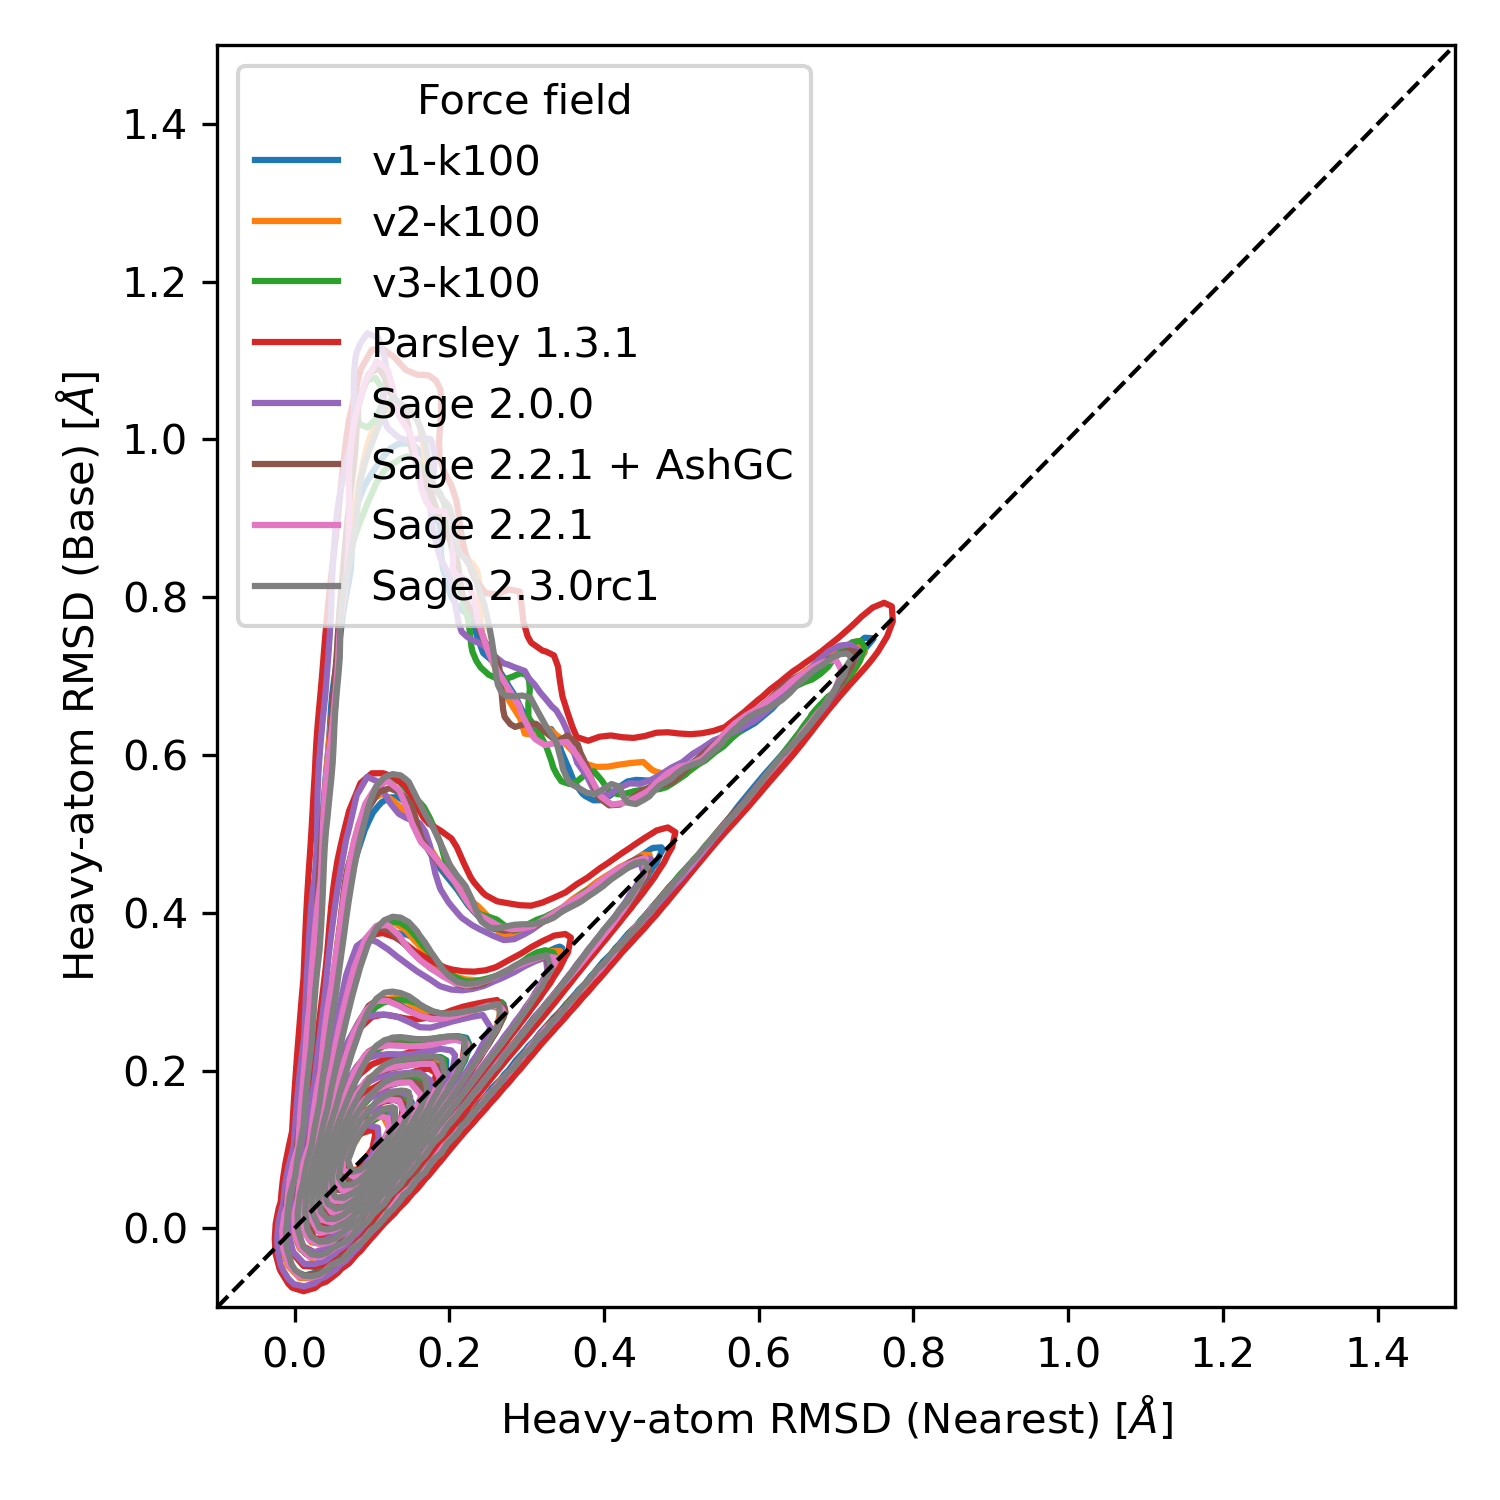 Force field
v1-k100
v2-k100
v3-k100
Parsley 1.3.1
Sage 2.0.0
Sage 2.2.1 + AshGC
Sage 2.2.1
Sage 2.3.0rc1
1.4
1.2
1.0
0.8
0.6
0.4
0.2
0.0
Heavy-atom RMSD (Base) [Å]
0.0 0.2 0.4 0.6 0.8 1.0 1.2 1.4
Heavy-atom RMSD (Nearest) [Å]